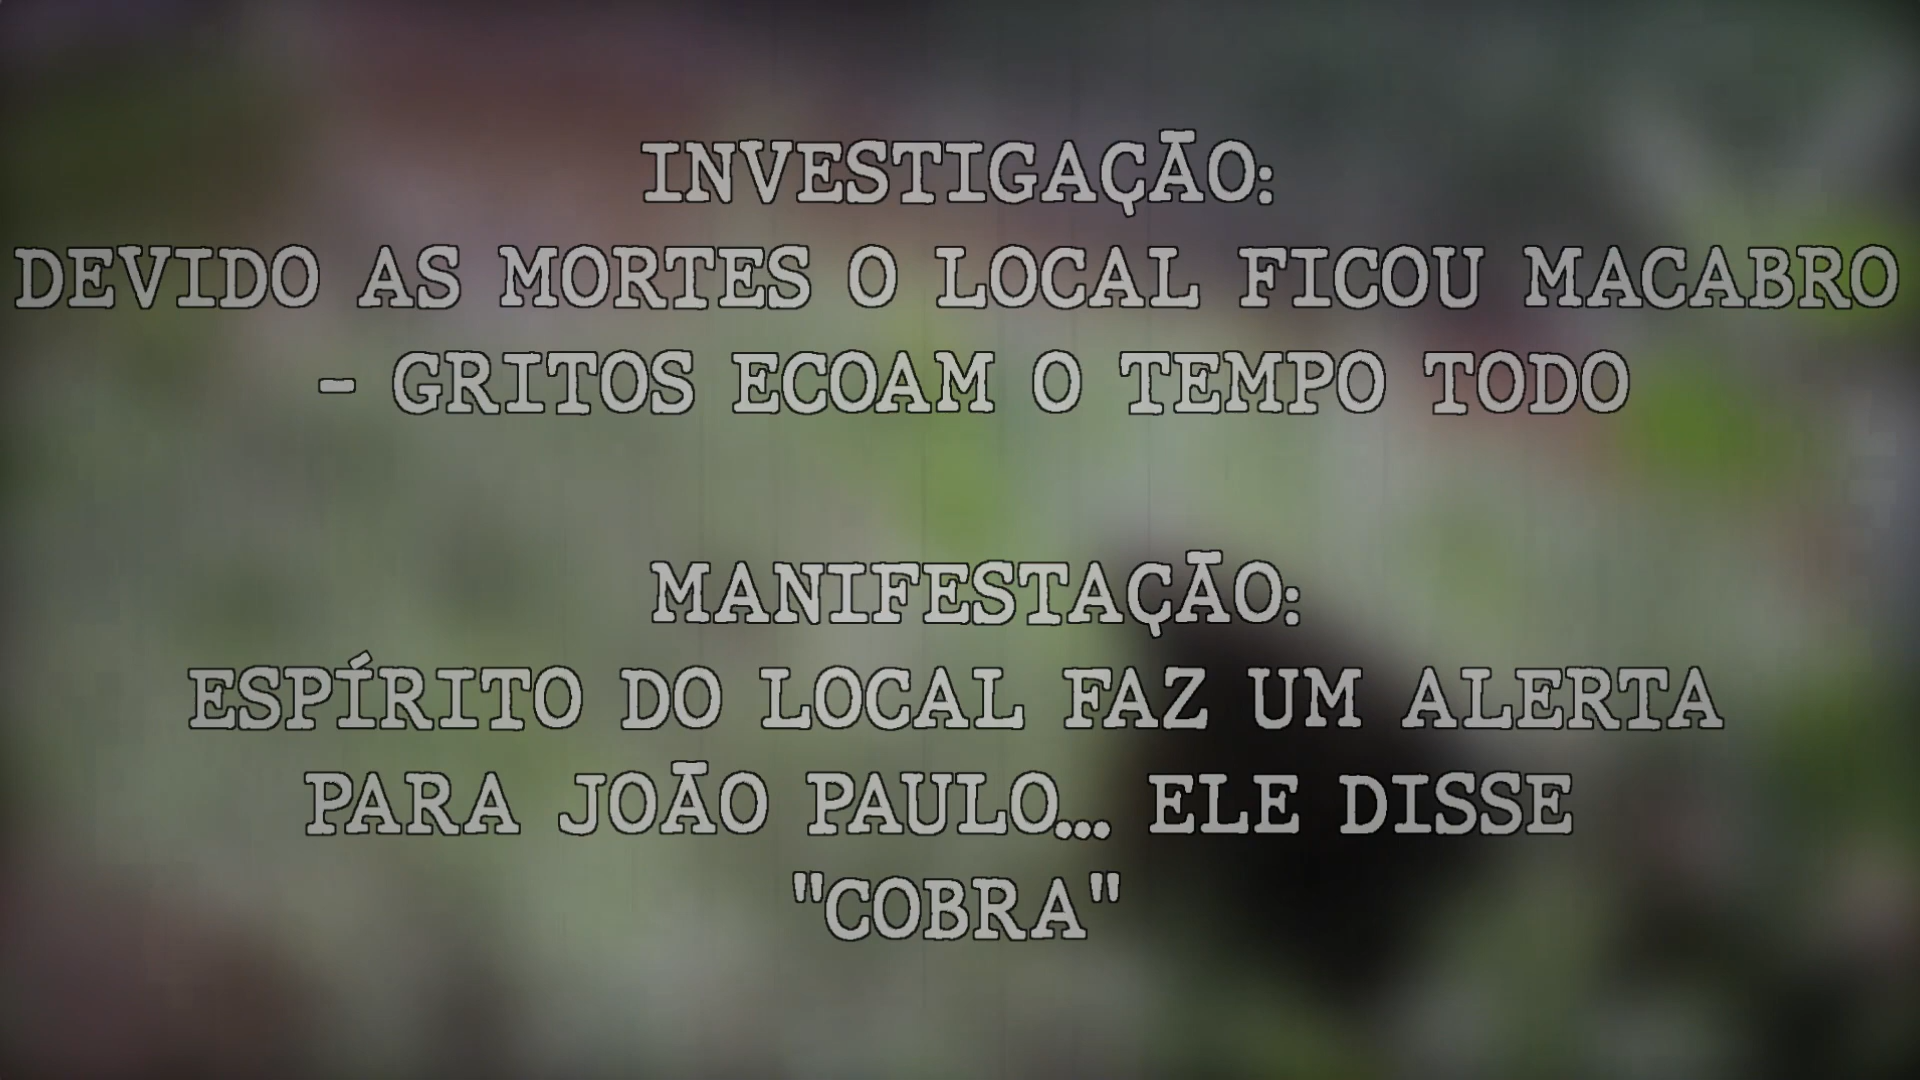 INVESTIGAÇÃO:
DEVIDO AS MORTES O LOCAL FICOU MACABRO
- GRITOS ECOAM O TEMPO TODO
MANIFESTAÇÃO:
ESPÍRITO DO LOCAL FAZ UM ALERTA
PARA JOÃO PAULO... ELE DISSE
"COBRA"